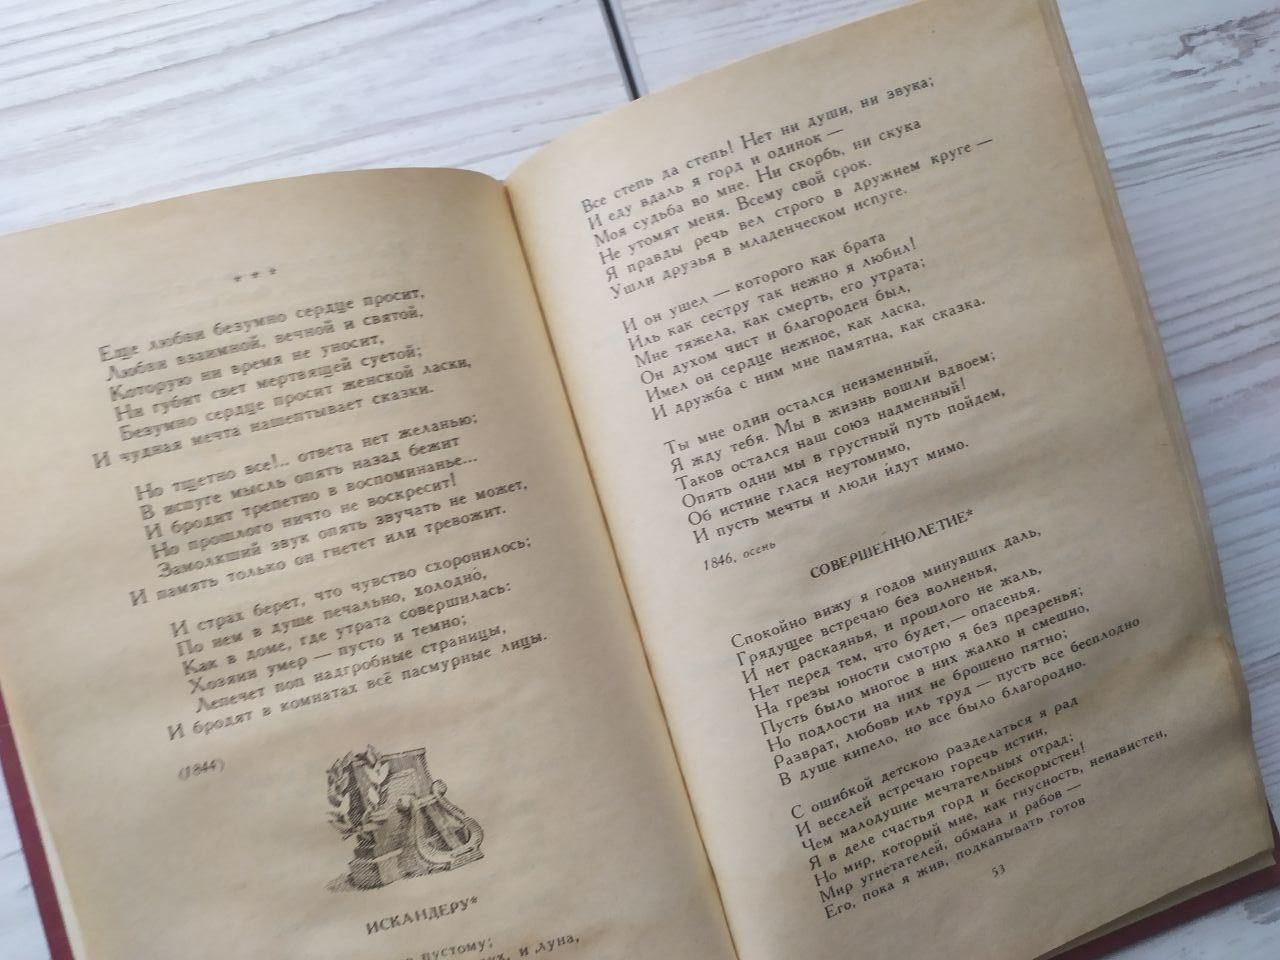 * * *
Еще любви безумно сердце просит,
Любви взаимной, вечной и святой,
Которую ни время не уносит,
Ни губит свет мертвящей суетой;
Безумно сердце просит женской ласки,
И чудная мечта нашептывает сказки.
Но тщетно все!.. ответа нет желанью;
В испуге мысль опять назад бежит
И бродит трепетно в воспоминанье...
Но прошлого ничто не воскресит!
Замолкший звук опять звучать не может,
И память только он гнетет или тревожит.
И страх берет, что чувство схоронилось;
По нем в душе печально, холодно́,
Как в доме, где утрата совершилась:
Хозяин умер — пусто и темно;
Лепечет поп надгробные страницы,
И бродят в комнатах всё пасмурные лицы.
(1844)
ИСКАНДЕРУ*
пустому;
и луна,
Все степь да степь! Нет ни души, ни звука;
И еду вдаль я горд и одинок —
Моя судьба во мне. Ни скорбь, ни скука
Не утомят меня. Всему свой срок.
Я правды речь вел строго в дружнем круге —
Ушли друзья в младенческом испуге.
И он ушел — которого как брата
Иль как сестру так нежно я любил!
Мне тяжела, как смерть, его утрата;
Он духом чист и благороден был,
Имел он сердце нежное, как ласка,
И дружба с ним мне памятна, как сказка.
Ты мне один остался неизменный,
Я жду тебя. Мы в жизнь вошли вдвоем;
Таков остался наш союз надменный!
Опять одни мы в грустный путь пойдем,
Об истине глася неутомимо,
И пусть мечты и люди идут мимо.
1846, осень
СОВЕРШЕННОЛЕТИЕ*
Спокойно вижу я годов минувших даль,
Грядущее встречаю без волненья,
И нет раскаянья, и прошлого не жаль,
Нет перед тем, что будет,— опасенья.
На грезы юности смотрю я без презренья;
Пусть было многое в них жалко и смешно,
Но подлости на них не брошено пятно;
Разврат, любовь иль труд — пусть все бесплодно
В душе кипело, но все было благородно.
С ошибкой детскою разделаться я рад
И веселей встречаю горечь истин,
Чем малодушие мечтательных отрад;
Я в деле счастья горд и бескорыстен!
Но мир, который мне, как гнусность, ненавистен,
Мир угнетателей, обмана и рабов —
Его, пока я жив, подкапывать готов
53